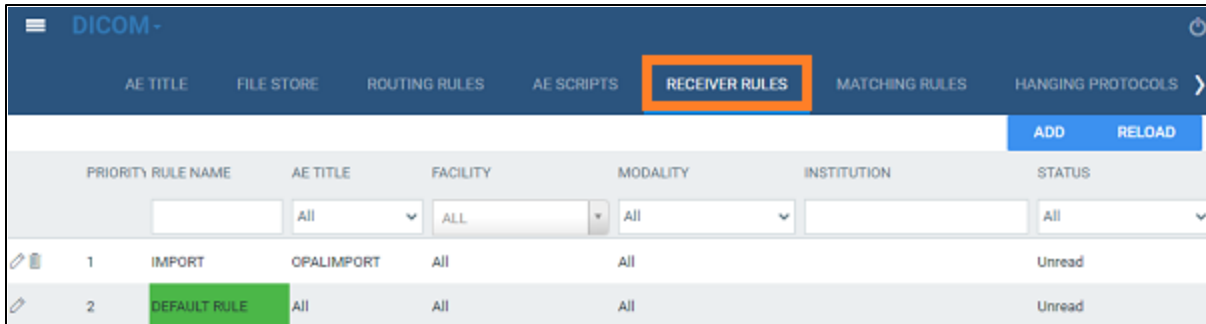 DICOM
AE TITLE FILE STORE ROUTING RULES AE SCRIPTS RECEIVER RULES MATCHING RULES HANGING PROTOCOLS
ADD RELOAD
PRIORITY RULE NAME AE TITLE FACILITY MODALITY INSTITUTION STATUS
All ALL All All
1 IMPORT OPALIMPORT All All Unread
2 DEFAULT RULE All All All Unread